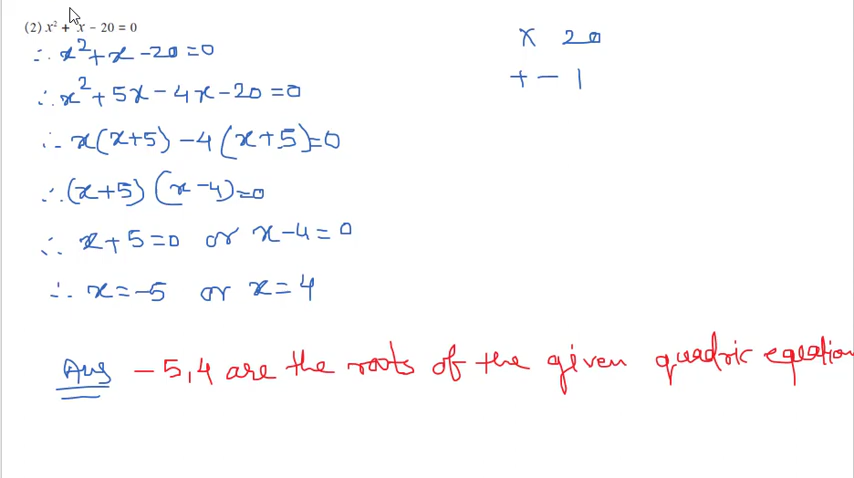 (2) x² + x − 20 = 0
∴ x² + x − 20 = 0
x 20
+ − 1
∴ x² + 5x − 4x − 20 = 0
∴ x(x+5) − 4(x+5) = 0
∴ (x+5)(x−4) = 0
∴ x + 5 = 0 or x − 4 = 0
∴ x = −5 or x = 4
Ans −5,4 are the roots of the given quadric equation